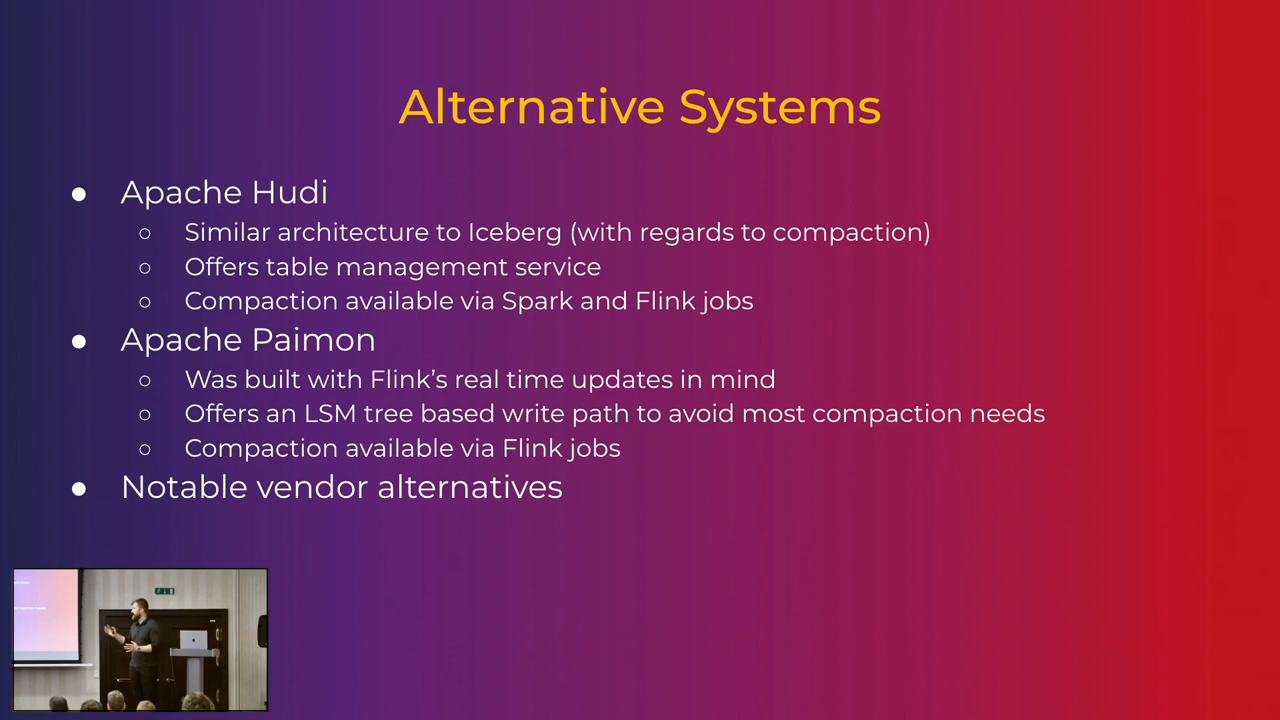 Alternative Systems
● Apache Hudi
○ Similar architecture to Iceberg (with regards to compaction)
○ Offers table management service
○ Compaction available via Spark and Flink jobs
● Apache Paimon
○ Was built with Flink’s real time updates in mind
○ Offers an LSM tree based write path to avoid most compaction needs
○ Compaction available via Flink jobs
● Notable vendor alternatives